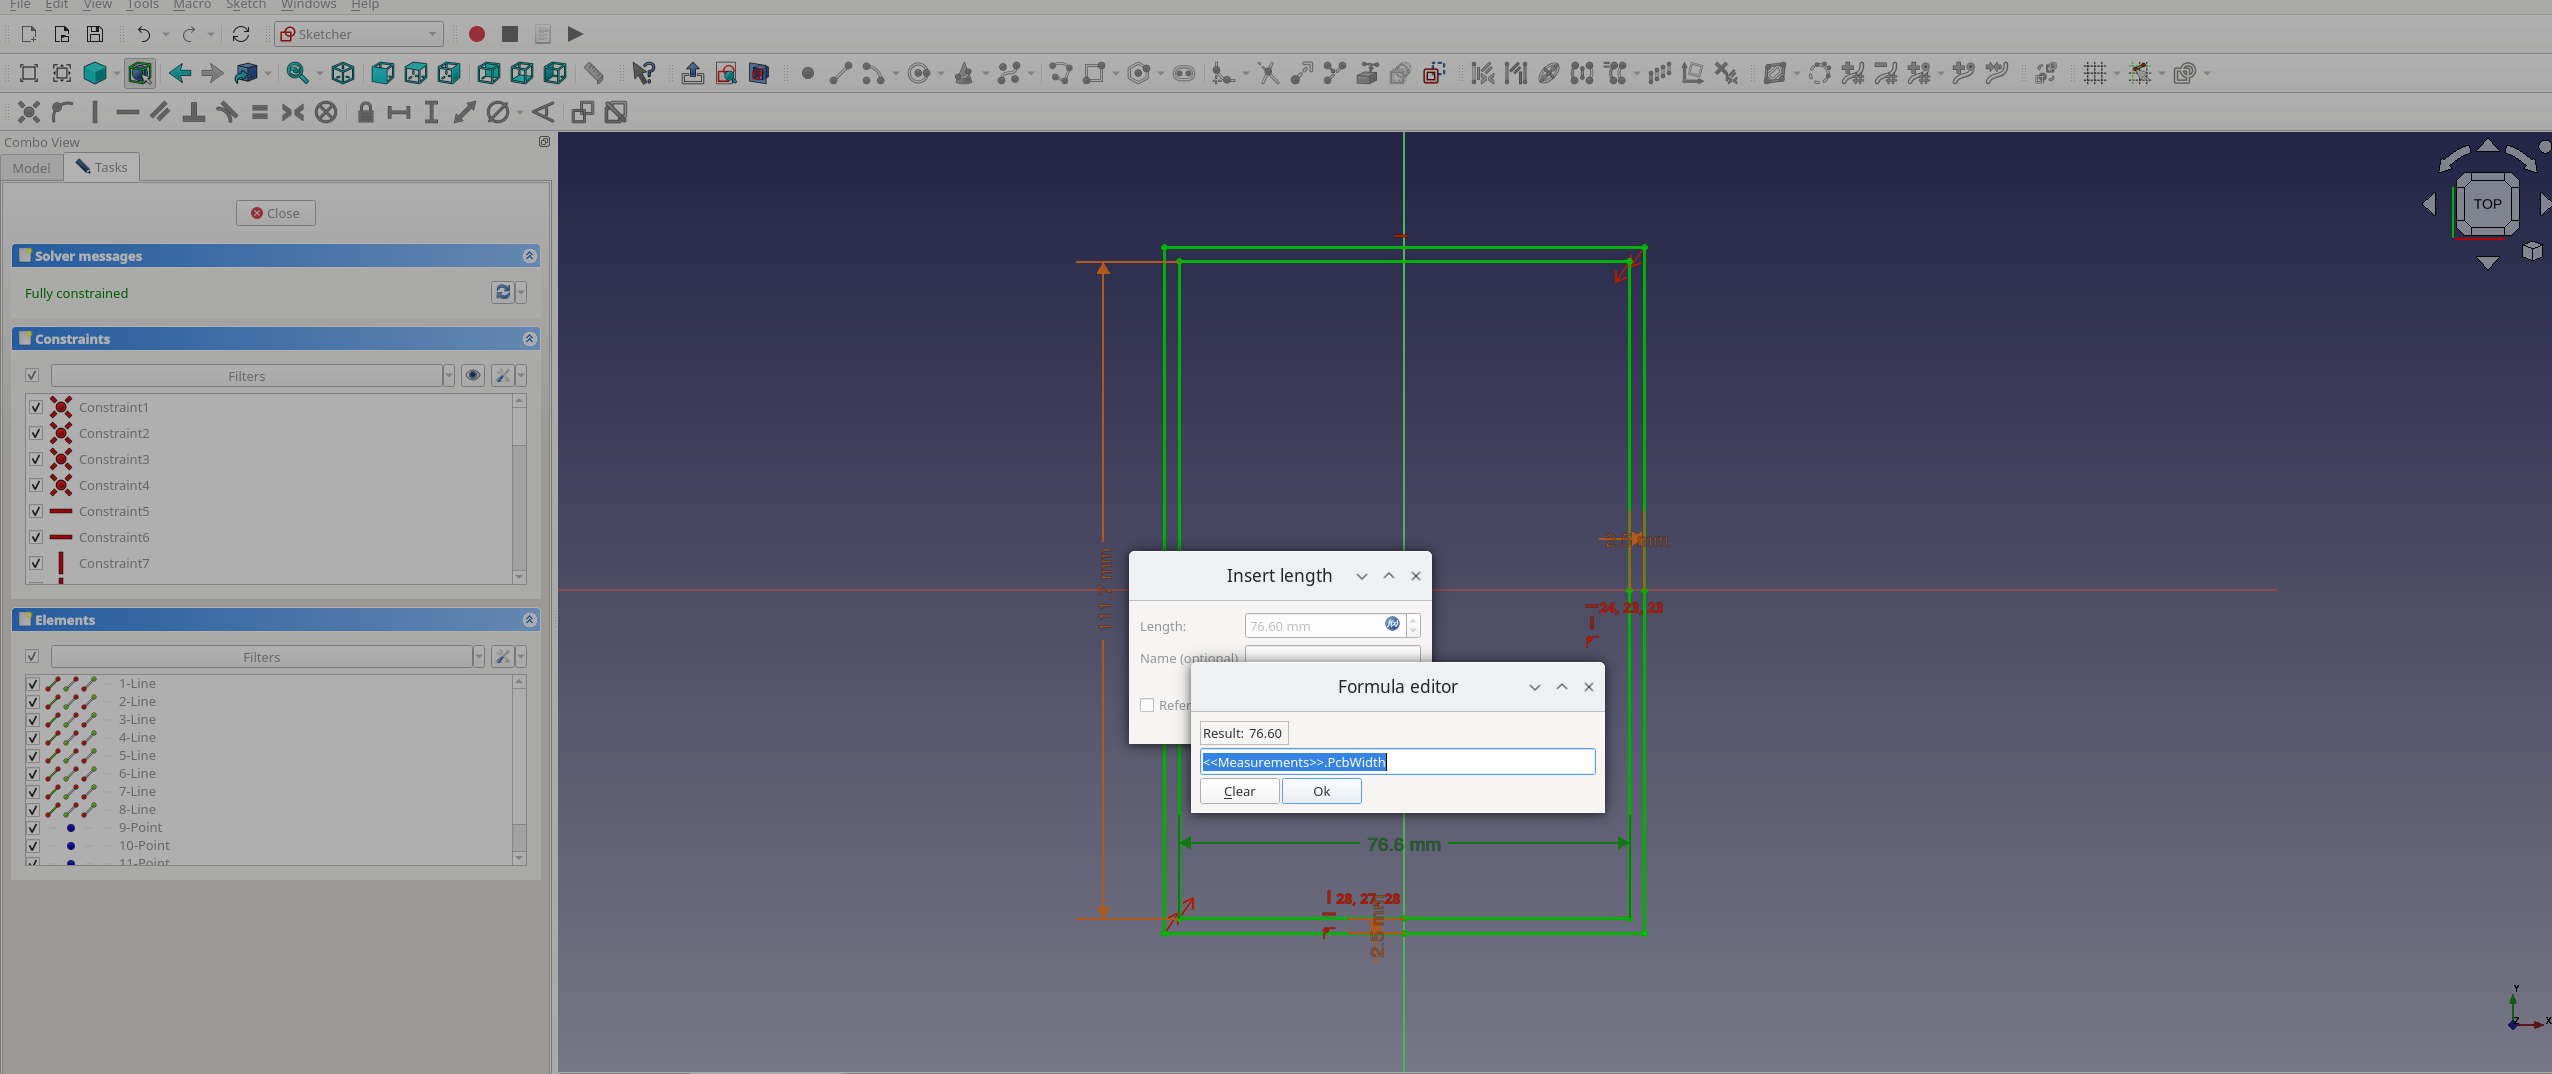 File Edit View Tools Macro Sketch Windows Help
Sketcher
Combo View
Model Tasks
Close
Solver messages
Fully constrained
Constraints
Filters
Constraint1
Constraint2
Constraint3
Constraint4
Constraint5
Constraint6
Constraint7
Elements
Filters
1-Line
2-Line
3-Line
4-Line
5-Line
6-Line
7-Line
8-Line
9-Point
10-Point
11-Point
TOP
111.7 mm
2.5 mm
24, 23, 23
Insert length
Length: 76.60 mm
Name (optional)
Refer
Formula editor
Result: 76.60
<<Measurements>>.PcbWidth
Clear Ok
76.6 mm
28, 27, 28
2.5 mm
Y
Z
X